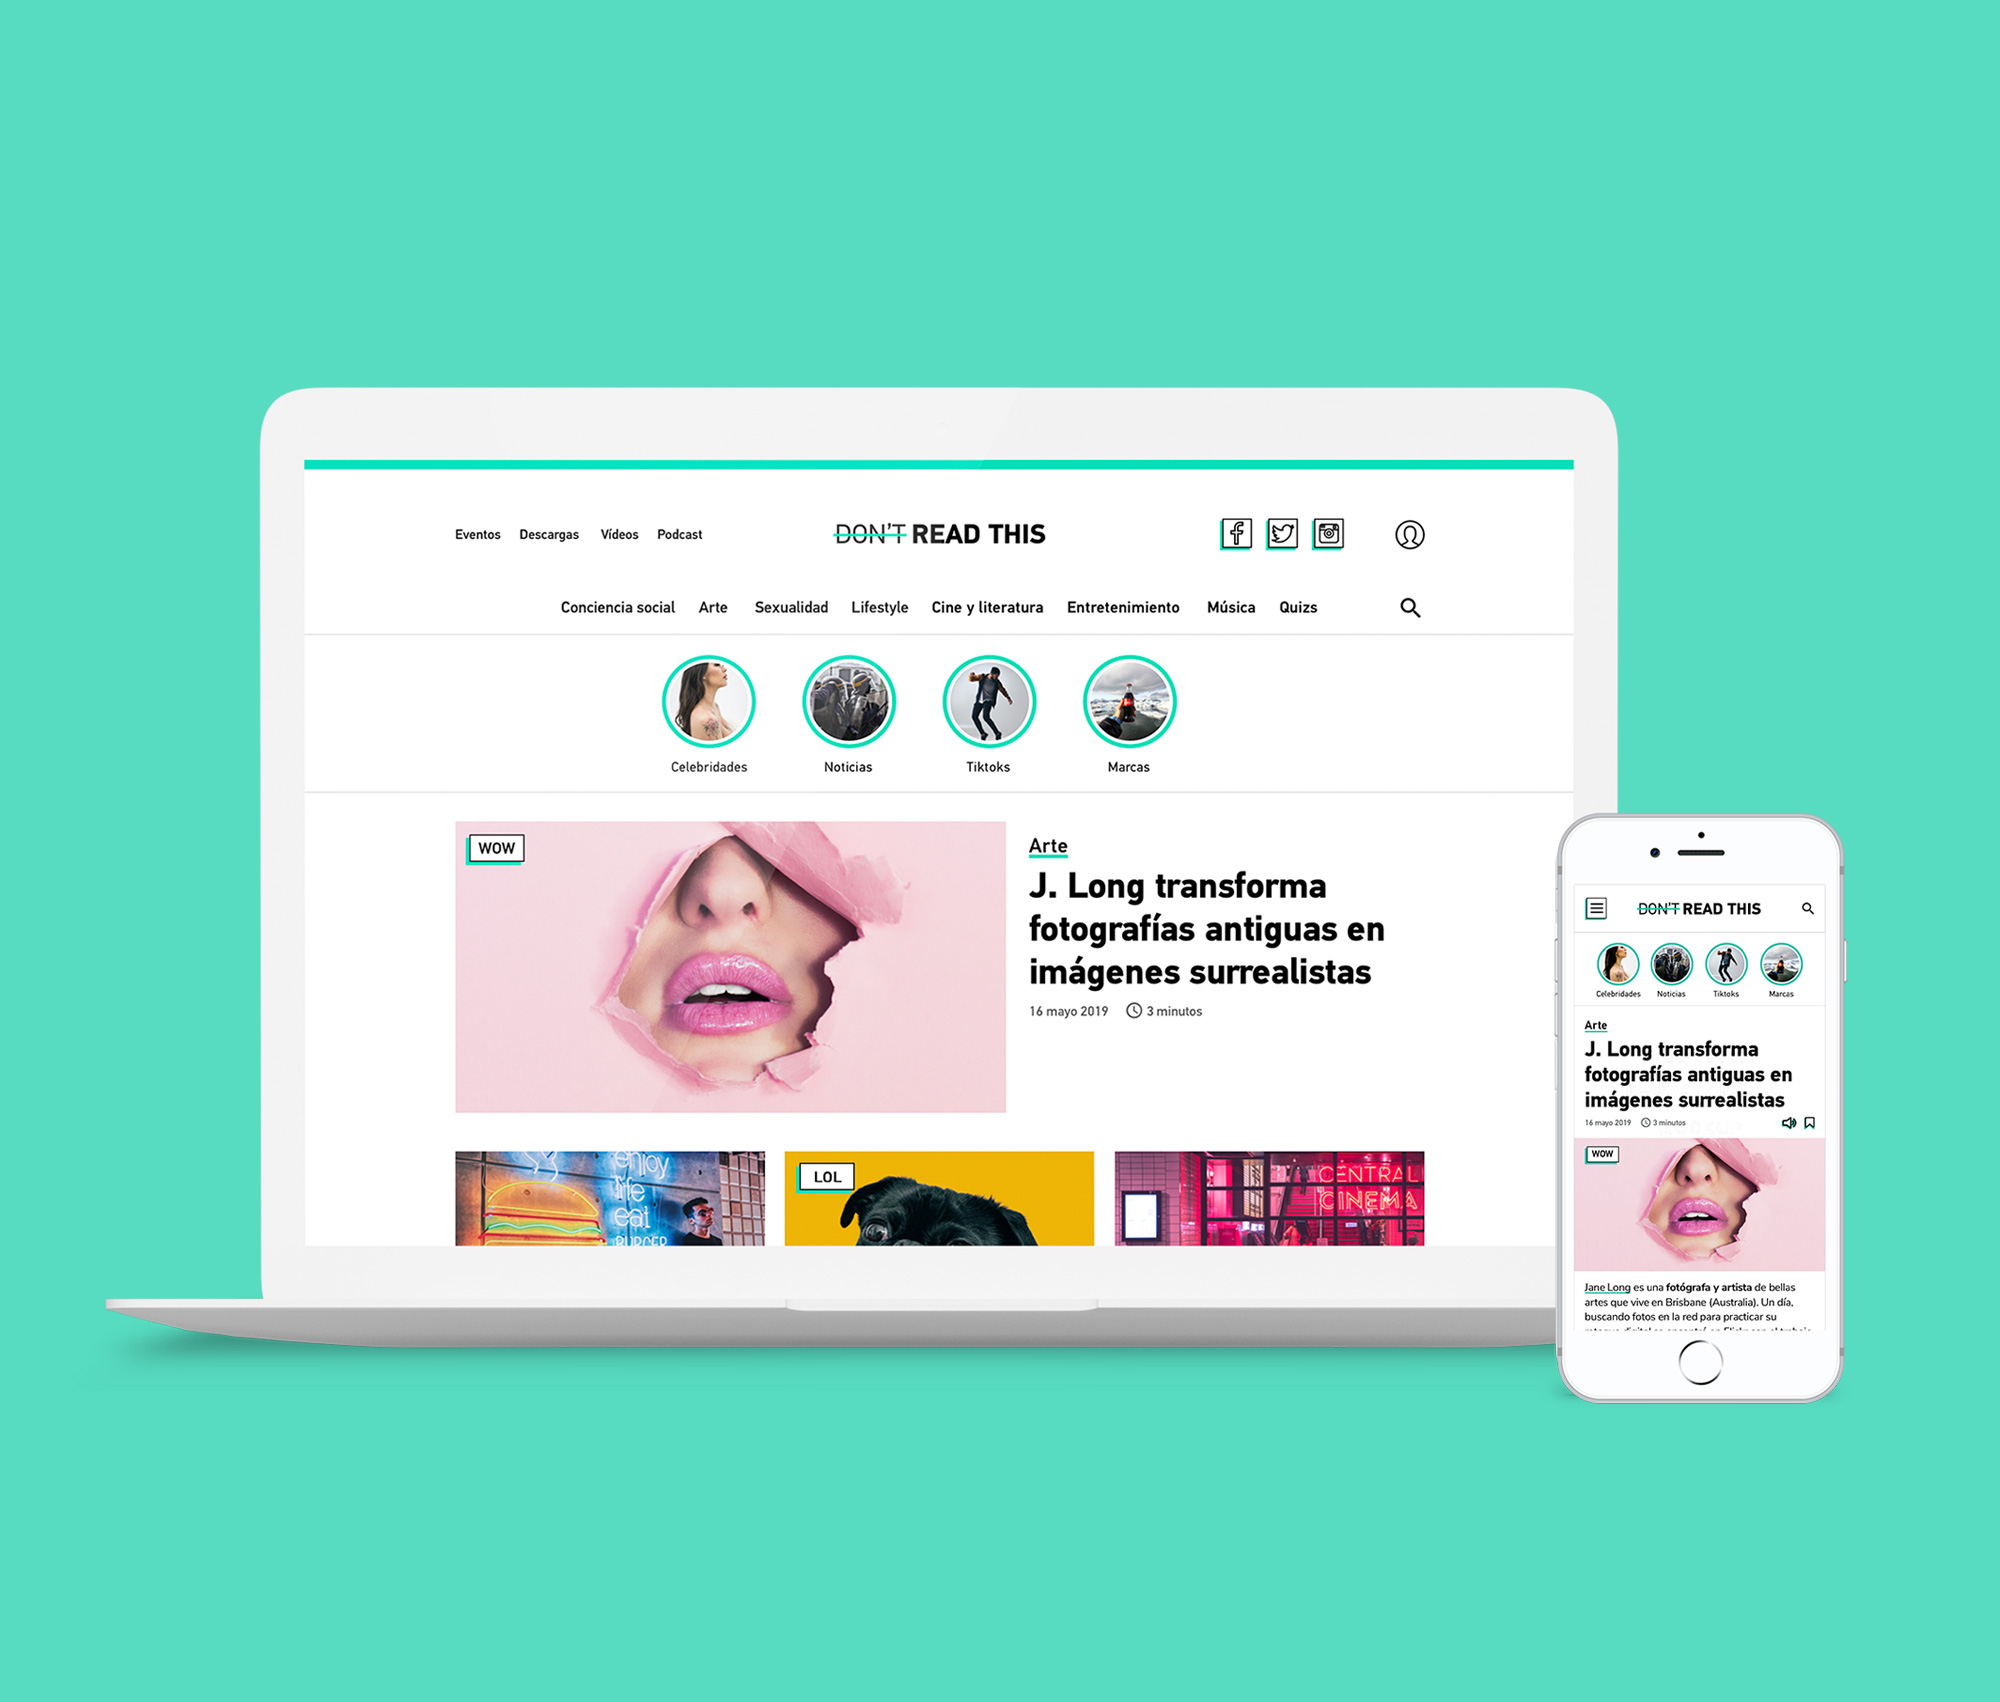 Eventos Descargas Vídeos Podcast
DON'T READ THIS
Conciencia social Arte Sexualidad Lifestyle Cine y literatura Entretenimiento Música Quizs
Celebridades Noticias Tiktoks Marcas
WOW
Arte
J. Long transforma
fotografías antiguas en
imágenes surrealistas
16 mayo 2019 3 minutos
enjoy
life
eat
BURGER
LOL
CENTRAL
CINEMA
DON'T READ THIS
Celebridades Noticias Tiktoks Marcas
Arte
J. Long transforma
fotografías antiguas en
imágenes surrealistas
16 mayo 2019 3 minutos
WOW
Jane Long es una fotógrafa y artista de bellas
artes que vive en Brisbane (Australia). Un día,
buscando fotos en la red para practicar su